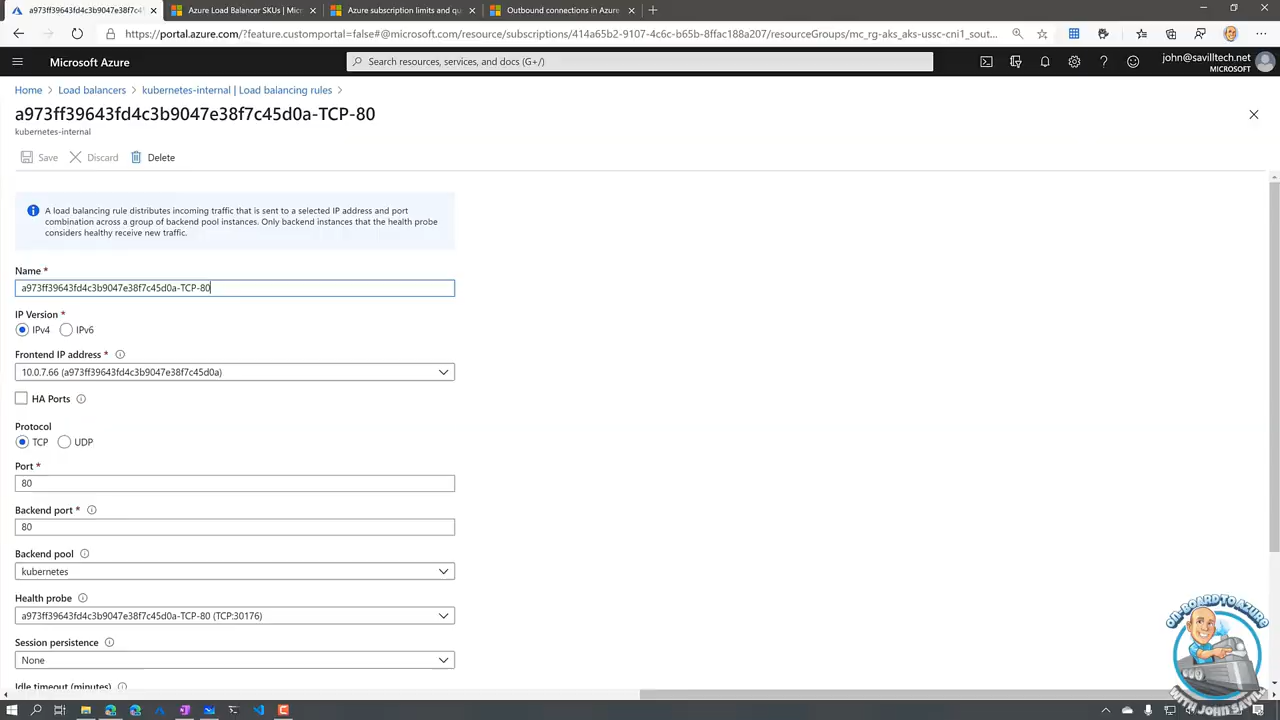 a973ff39643fd4c3b9047e38f7c45
Azure Load Balancer SKUs | Micr
Azure subscription limits and qu
Outbound connections in Azure
https://portal.azure.com/?feature.customportal=false#@microsoft.com/resource/subscriptions/414a65b2-9107-4c6c-b65b-8ffac188a207/resourceGroups/mc_rg-aks_aks-ussc-cni1_sout...
Microsoft Azure
Search resources, services, and docs (G+/)
john@savilltech.net
MICROSOFT
Home > Load balancers > kubernetes-internal | Load balancing rules >
a973ff39643fd4c3b9047e38f7c45d0a-TCP-80
kubernetes-internal
Save Discard Delete
A load balancing rule distributes incoming traffic that is sent to a selected IP address and port
combination across a group of backend pool instances. Only backend instances that the health probe
considers healthy receive new traffic.
Name *
a973ff39643fd4c3b9047e38f7c45d0a-TCP-80
IP Version *
IPv4 IPv6
Frontend IP address *
10.0.7.66 (a973ff39643fd4c3b9047e38f7c45d0a)
HA Ports
Protocol
TCP UDP
Port *
80
Backend port *
80
Backend pool
kubernetes
Health probe
a973ff39643fd4c3b9047e38f7c45d0a-TCP-80 (TCP:30176)
Session persistence
None
Idle timeout (minutes)
ON-BOARD TO AZURE
WITH JOHN SAVILL